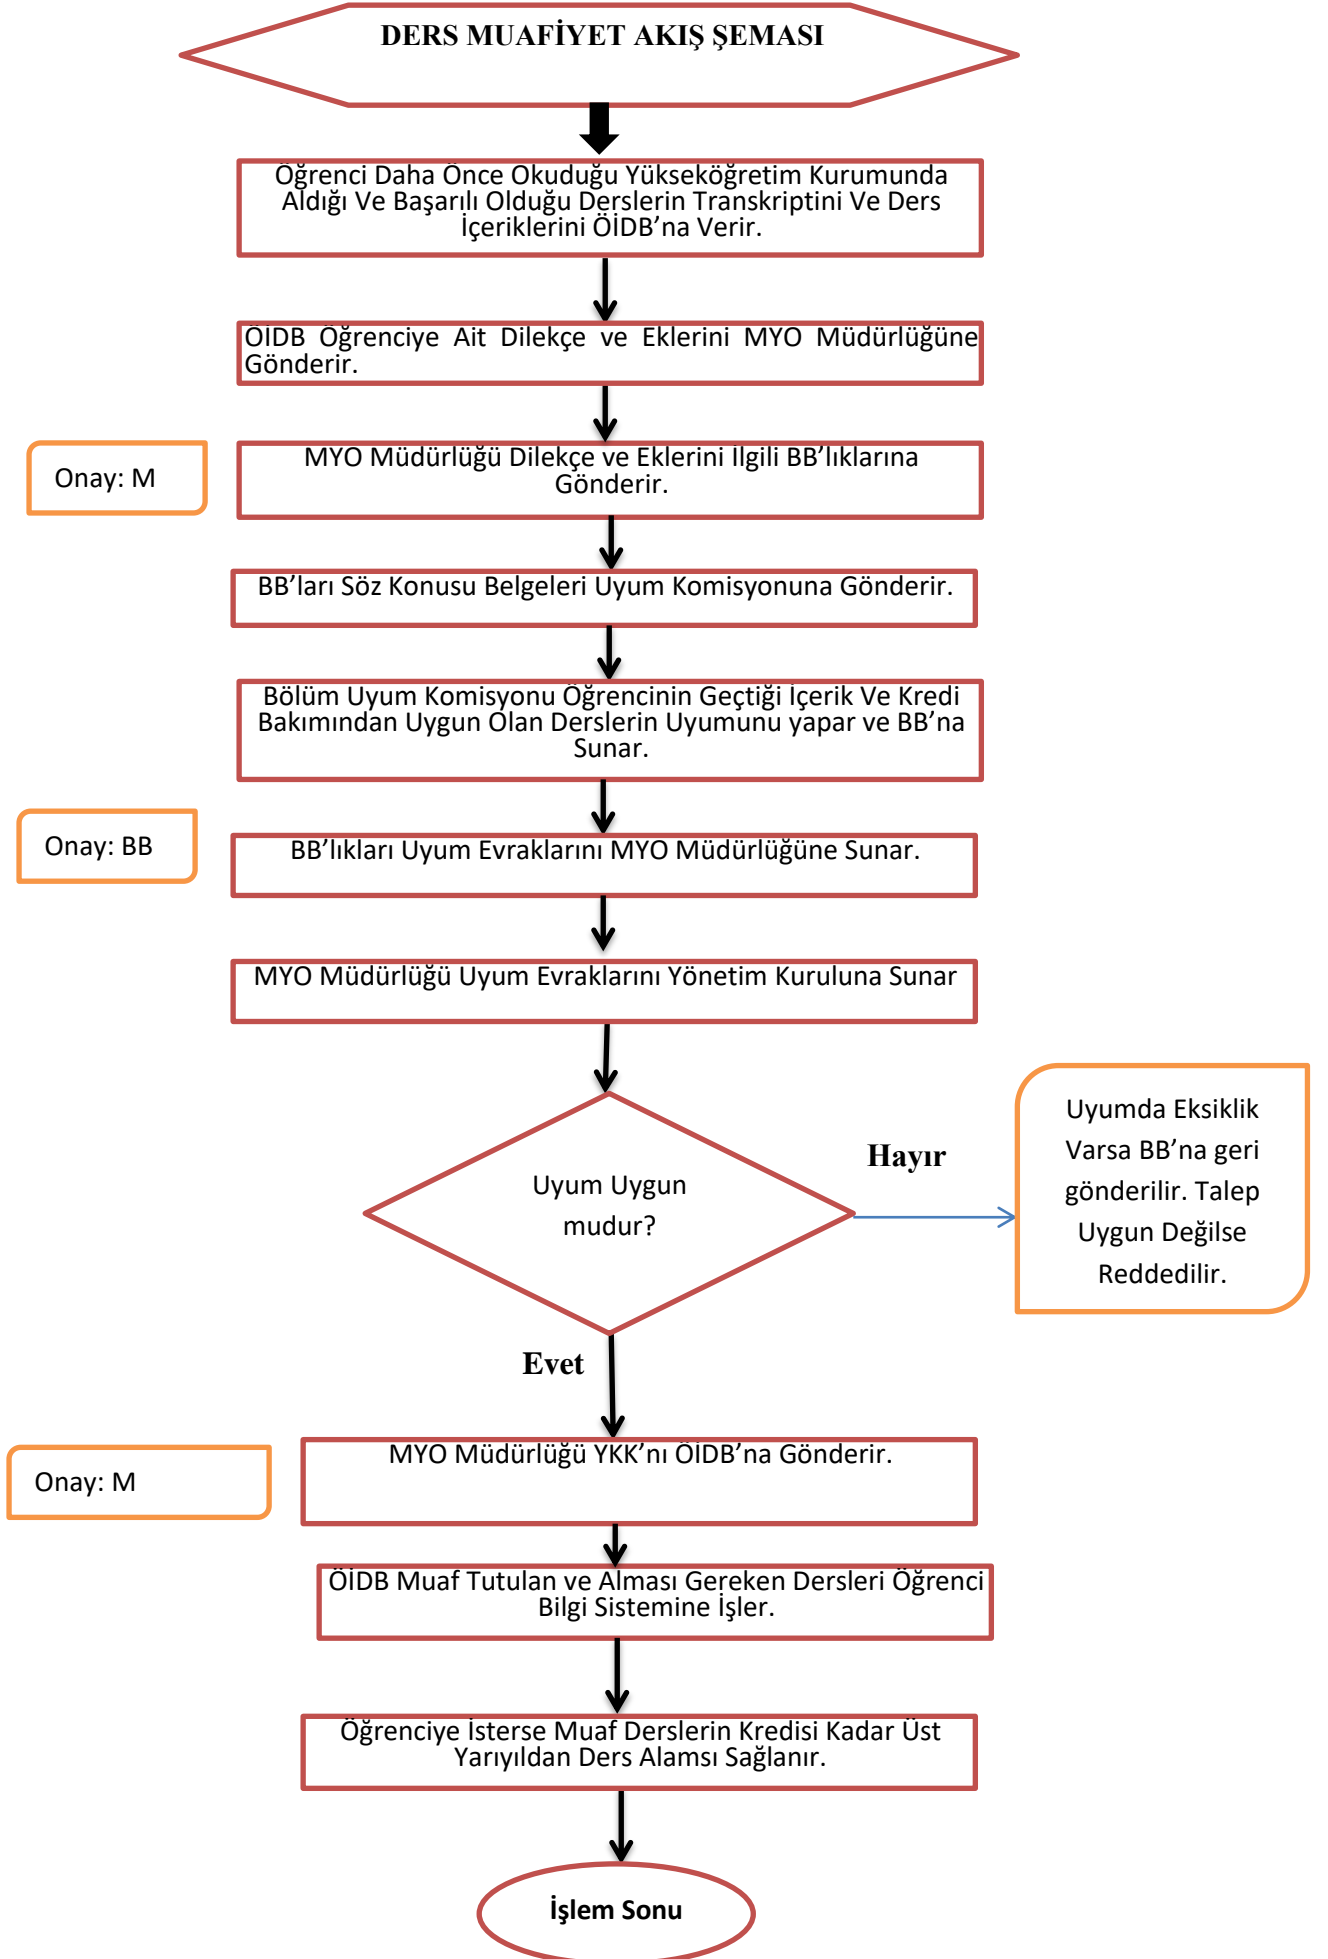 DERS MUAFİYET AKIŞ ŞEMASI
Öğrenci Daha Önce Okuduğu Yükseköğretim Kurumunda
Aldığı Ve Başarılı Olduğu Derslerin Transkriptini Ve Ders
İçeriklerini ÖİDB’na Verir.
ÖİDB Öğrenciye Ait Dilekçe ve Eklerini MYO Müdürlüğüne
Gönderir.
Onay: M
MYO Müdürlüğü Dilekçe ve Eklerini İlgili BB’lıklarına
Gönderir.
BB’ları Söz Konusu Belgeleri Uyum Komisyonuna Gönderir.
Bölüm Uyum Komisyonu Öğrencinin Geçtiği İçerik Ve Kredi
Bakımından Uygun Olan Derslerin Uyumunu yapar ve BB’na
Sunar.
Onay: BB
BB’lıkları Uyum Evraklarını MYO Müdürlüğüne Sunar.
MYO Müdürlüğü Uyum Evraklarını Yönetim Kuruluna Sunar
Uyum Uygun
mudur?
Hayır
Uyumda Eksiklik
Varsa BB’na geri
gönderilir. Talep
Uygun Değilse
Reddedilir.
Evet
Onay: M
MYO Müdürlüğü YKK’nı ÖİDB’na Gönderir.
ÖİDB Muaf Tutulan ve Alması Gereken Dersleri Öğrenci
Bilgi Sistemine İşler.
Öğrenciye İsterse Muaf Derslerin Kredisi Kadar Üst
Yarıyıldan Ders Alamsı Sağlanır.
İşlem Sonu